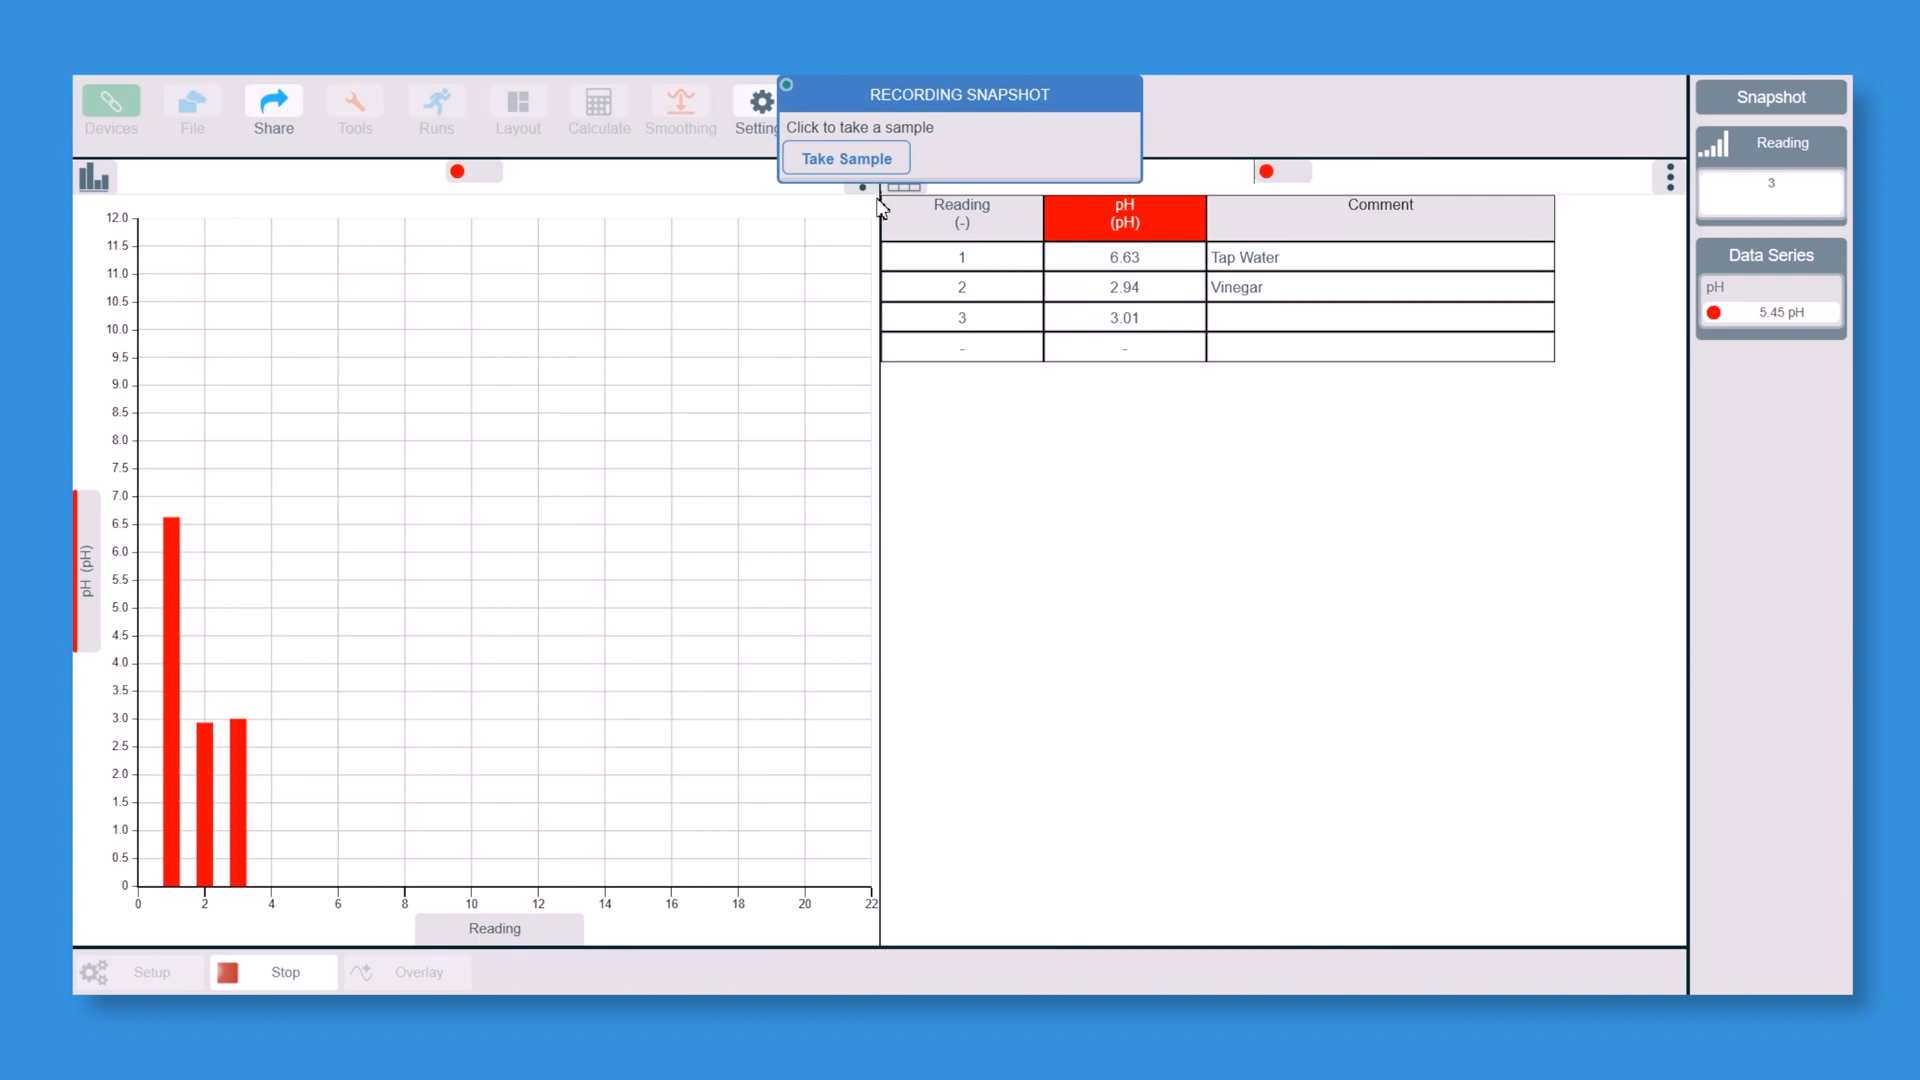 Devices
File
Share
Tools
Runs
Layout
Calculate
Smoothing
Setting
RECORDING SNAPSHOT
Click to take a sample
Take Sample
Snapshot
Reading
3
Data Series
pH
5.45 pH
12.0
11.5
11.0
10.5
10.0
9.5
9.0
8.5
8.0
7.5
7.0
6.5
6.0
5.5
5.0
4.5
4.0
3.5
3.0
2.5
2.0
1.5
1.0
0.5
0
pH (pH)
0 2 4 6 8 10 12 14 16 18 20 22
Reading
Reading (-) pH (pH) Comment
1 6.63 Tap Water
2 2.94 Vinegar
3 3.01
- -
Setup
Stop
Overlay